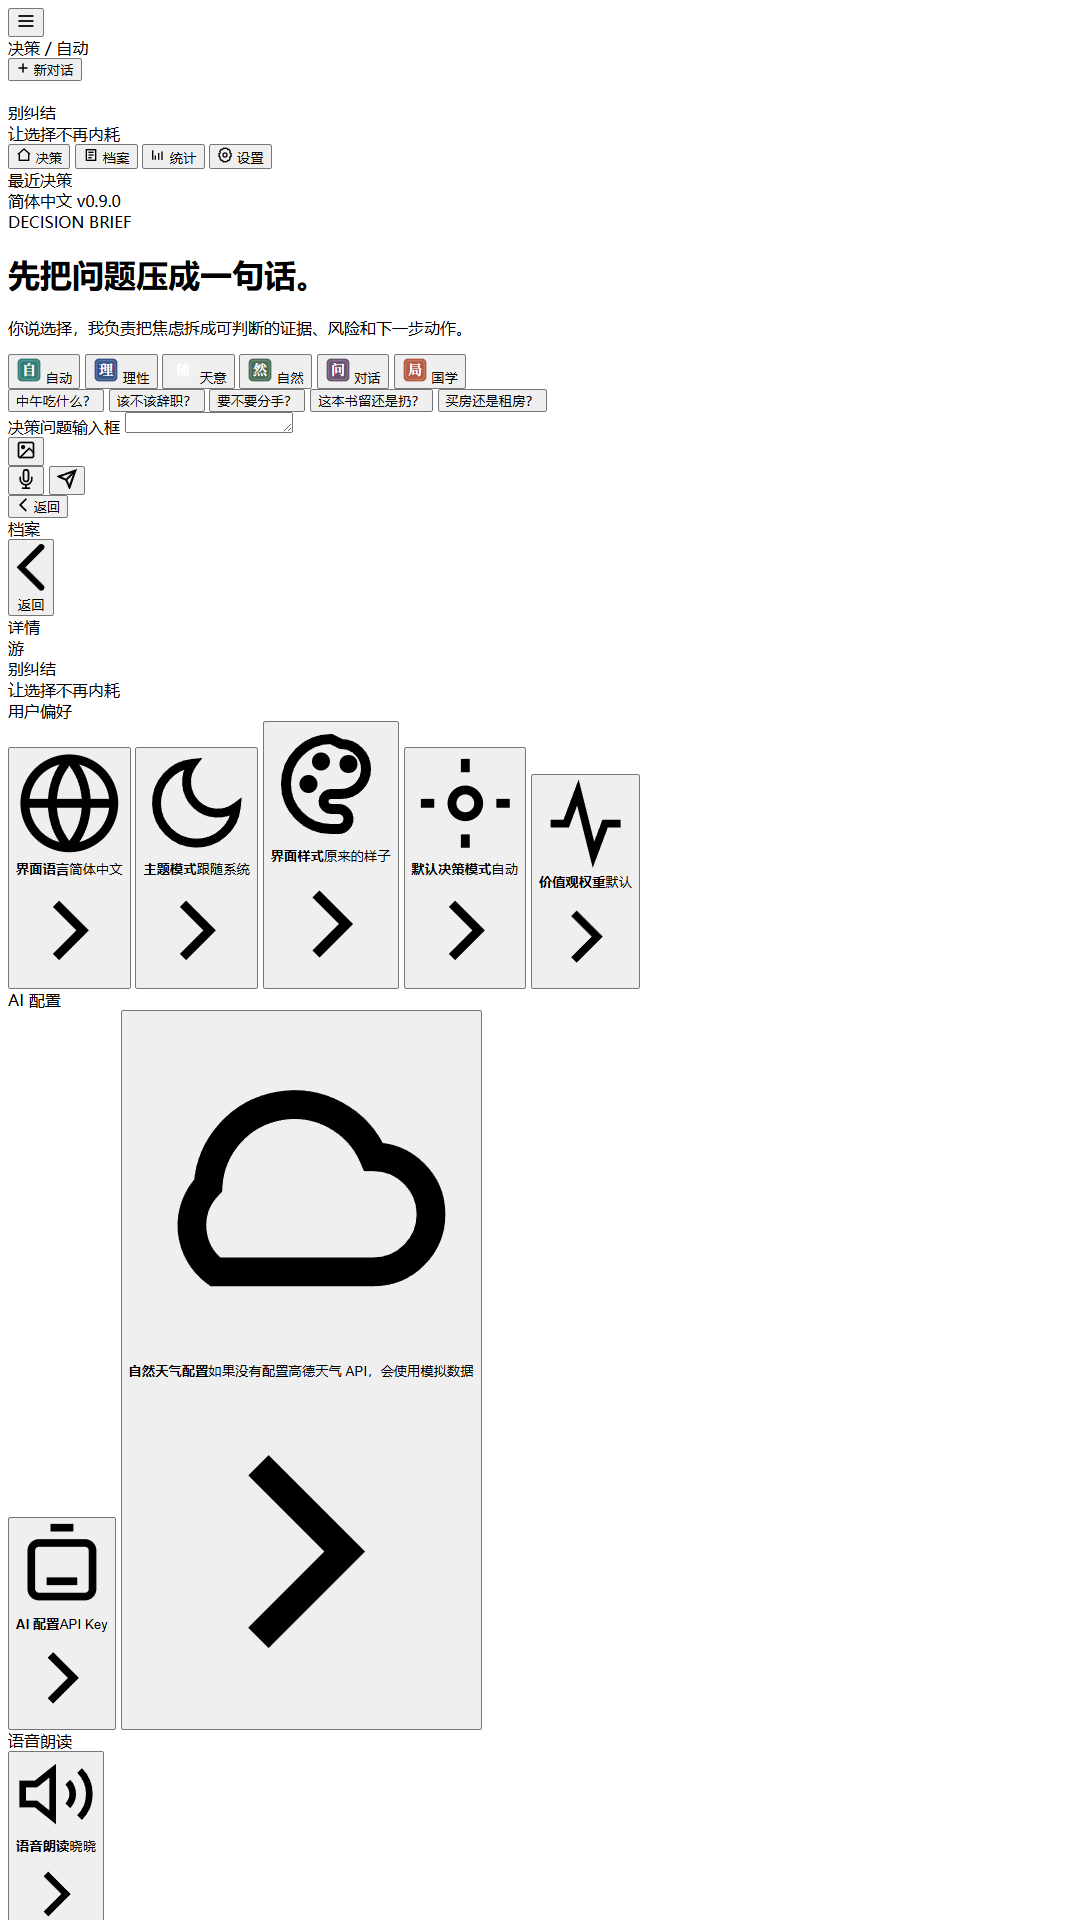 决策 / 自动
新对话
别纠结
让选择不再内耗
决策 档案 统计 设置
最近决策
简体中文 v0.9.0
DECISION BRIEF
先把问题压成一句话。
你说选择，我负责把焦虑拆成可判断的证据、风险和下一步动作。
自 自动 理 理性 随 天意 然 自然 问 对话 局 国学
中午吃什么？ 该不该辞职？ 要不要分手？ 这本书留还是扔？ 买房还是租房？
决策问题输入框
返回
档案
返回
详情
游
别纠结
让选择不再内耗
用户偏好
界面语言简体中文 主题模式跟随系统 界面样式原来的样子 默认决策模式自动 价值观权重默认
AI 配置
自然天气配置如果没有配置高德天气 API，会使用模拟数据
AI 配置API Key
语音朗读
语音朗读晓晓